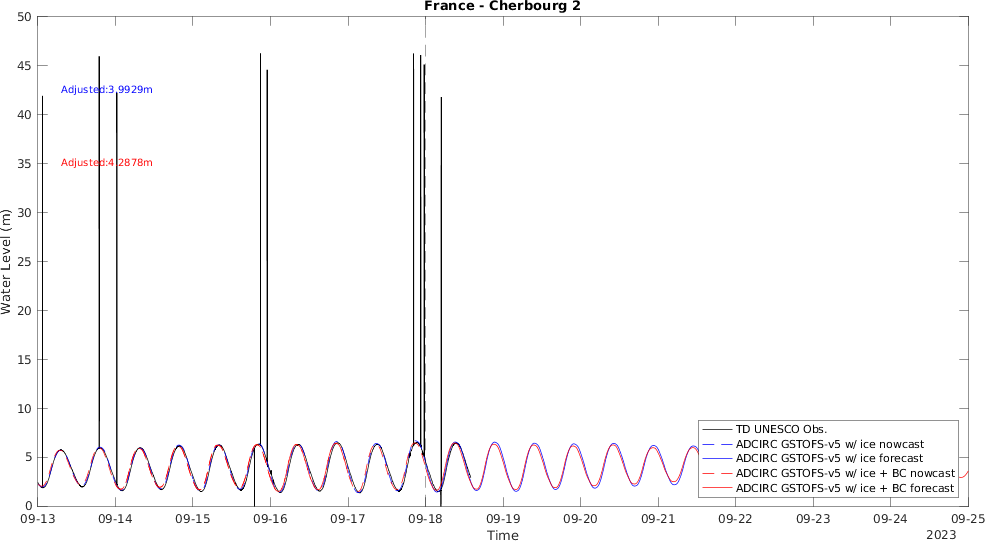 France - Cherbourg 2
50
45
40
35
30
25
20
15
10
5
0
Water Level (m)
Adjusted:3.9929m
Adjusted:4.2878m
TD UNESCO Obs.
ADCIRC GSTOFS-v5 w/ ice nowcast
ADCIRC GSTOFS-v5 w/ ice forecast
ADCIRC GSTOFS-v5 w/ ice + BC nowcast
ADCIRC GSTOFS-v5 w/ ice + BC forecast
09-13 09-14 09-15 09-16 09-17 09-18 09-19 09-20 09-21 09-22 09-23 09-24 09-25
Time
2023